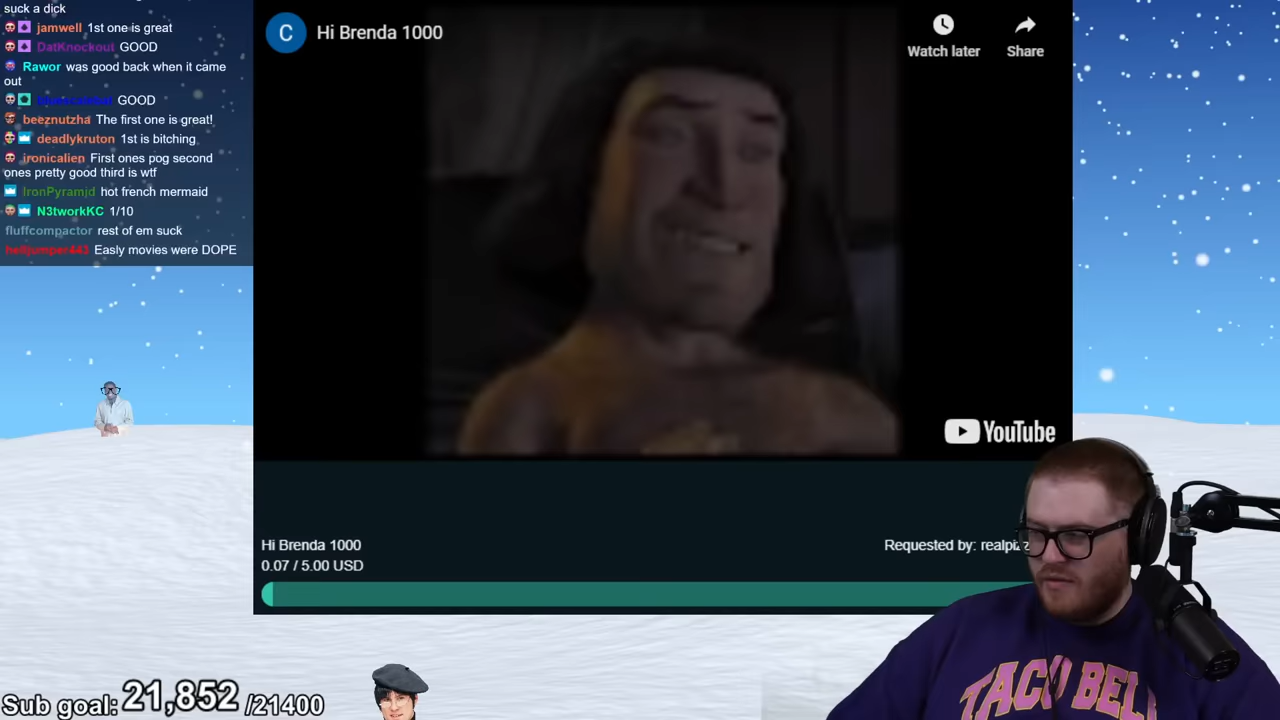 suck a dick
jamwell 1st one is great
DatKnockout GOOD
Rawor was good back when it came
out
GOOD
beeznutzha The first one is great!
deadlykruton 1st is bitching
ironicalien First ones pog second
ones pretty good third is wtf
IronPyramjd hot french mermaid
N3tworkKC 1/10
fluffcompactor rest of em suck
helljumper443 Easly movies were DOPE
C Hi Brenda 1000
Watch later
Share
YouTube
Hi Brenda 1000
Requested by:
0.07 / 5.00 USD
TACO BELL
Sub goal: 21,852 /21400